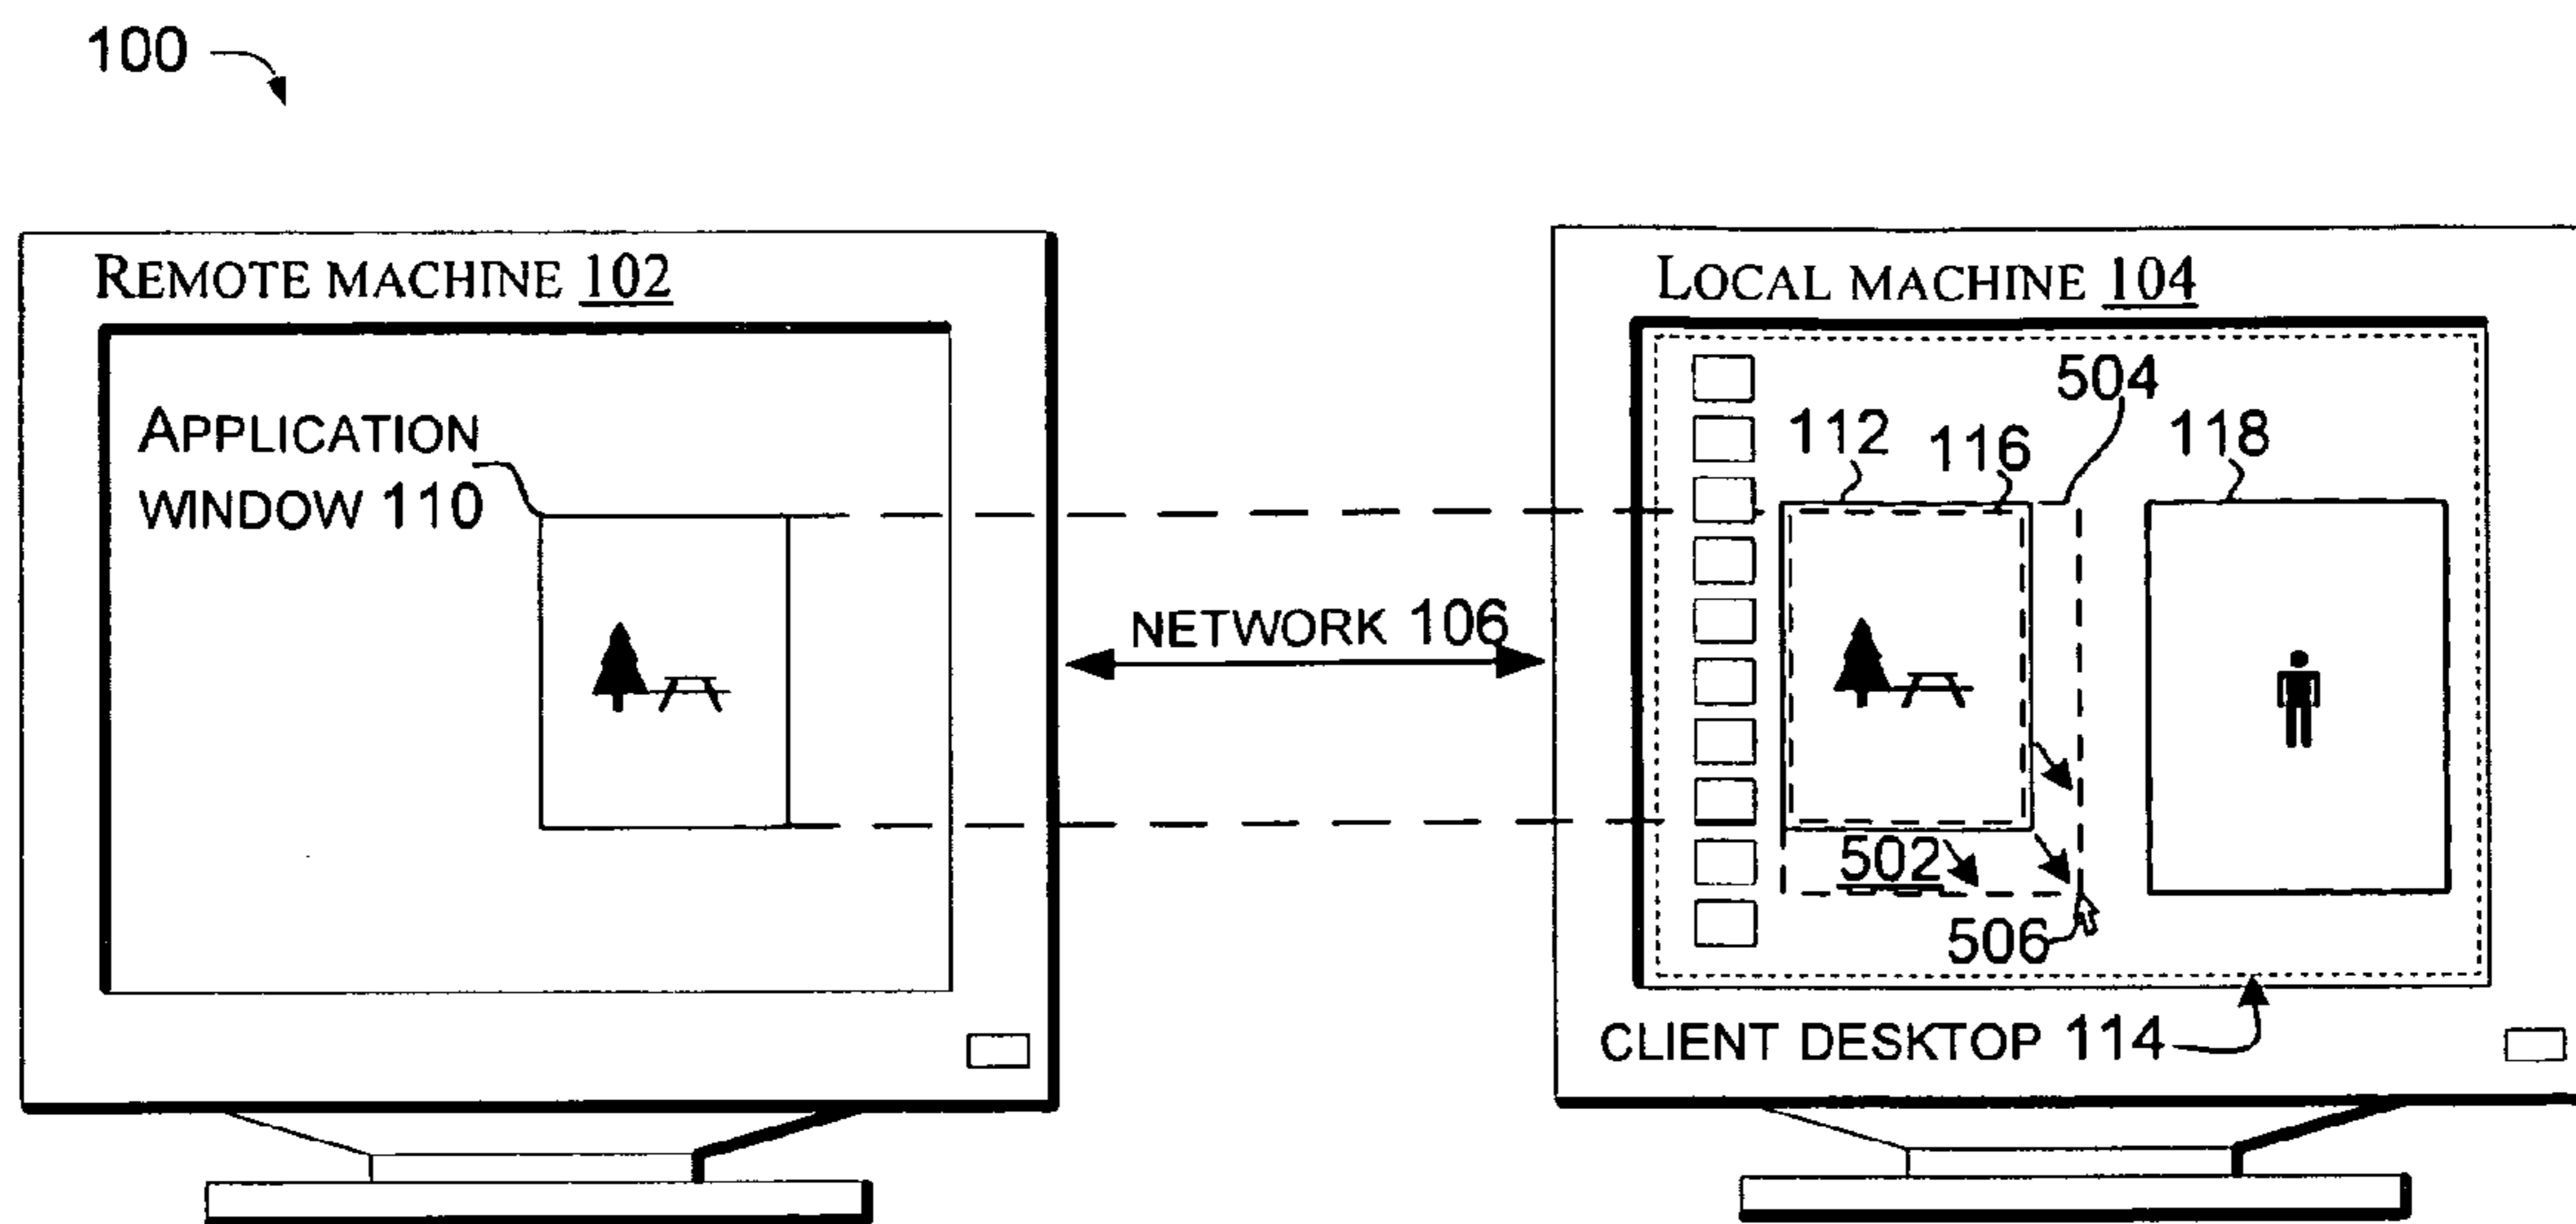 100
REMOTE MACHINE 102
LOCAL MACHINE 104
APPLICATION
WINDOW 110
504
112
116
118
NETWORK 106
502
506
CLIENT DESKTOP 114